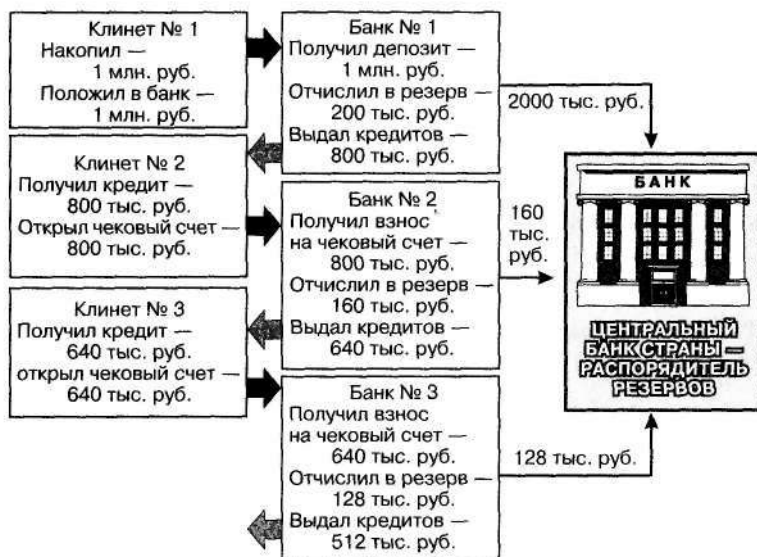 Клинет № 1
Накопил —
1 млн. руб.
Положил в банк —
1 млн. руб.
Банк № 1
Получил депозит —
1 млн. руб.
Отчислил в резерв —
200 тыс. руб.
Выдал кредитов —
800 тыс. руб.
2000 тыс. руб.
Клинет № 2
Получил кредит —
800 тыс. руб.
Открыл чековый счет —
800 тыс. руб.
Банк №2
Получил взнос
на чековый счет —
800 тыс. руб.
Отчислил в резерв —
160 тыс. руб.
Выдал кредитов —
640 тыс. руб.
160
тыс.
руб.
Клинет № 3
Получил кредит —
640 тыс. руб.
открыл чековый счет —
640 тыс. руб.
Банк № 3
Получил взнос
на чековый счет —
640 тыс. руб.
Отчислил в резерв —
128 тыс. руб.
Выдал кредитов —
512 тыс. руб.
128 тыс. руб.
БАНК
ЦЕНТРАЛЬНЫЙ
БАНК СТРАНЫ —
РАСПОРЯДИТЕЛЬ
РЕЗЕРВОВ